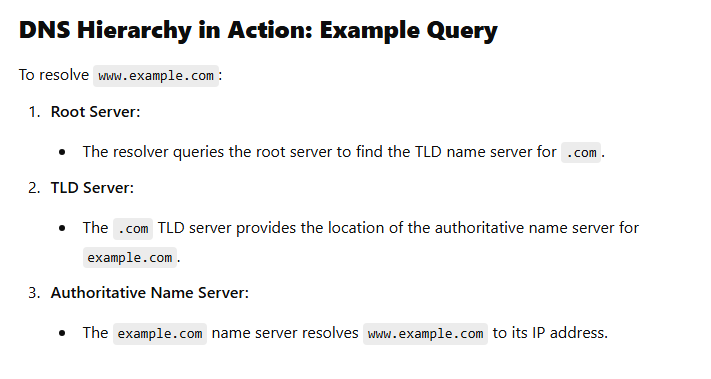 DNS Hierarchy in Action: Example Query
To resolve www.example.com:
1. Root Server:
• The resolver queries the root server to find the TLD name server for .com.
2. TLD Server:
• The .com TLD server provides the location of the authoritative name server for
example.com.
3. Authoritative Name Server:
• The example.com name server resolves www.example.com to its IP address.